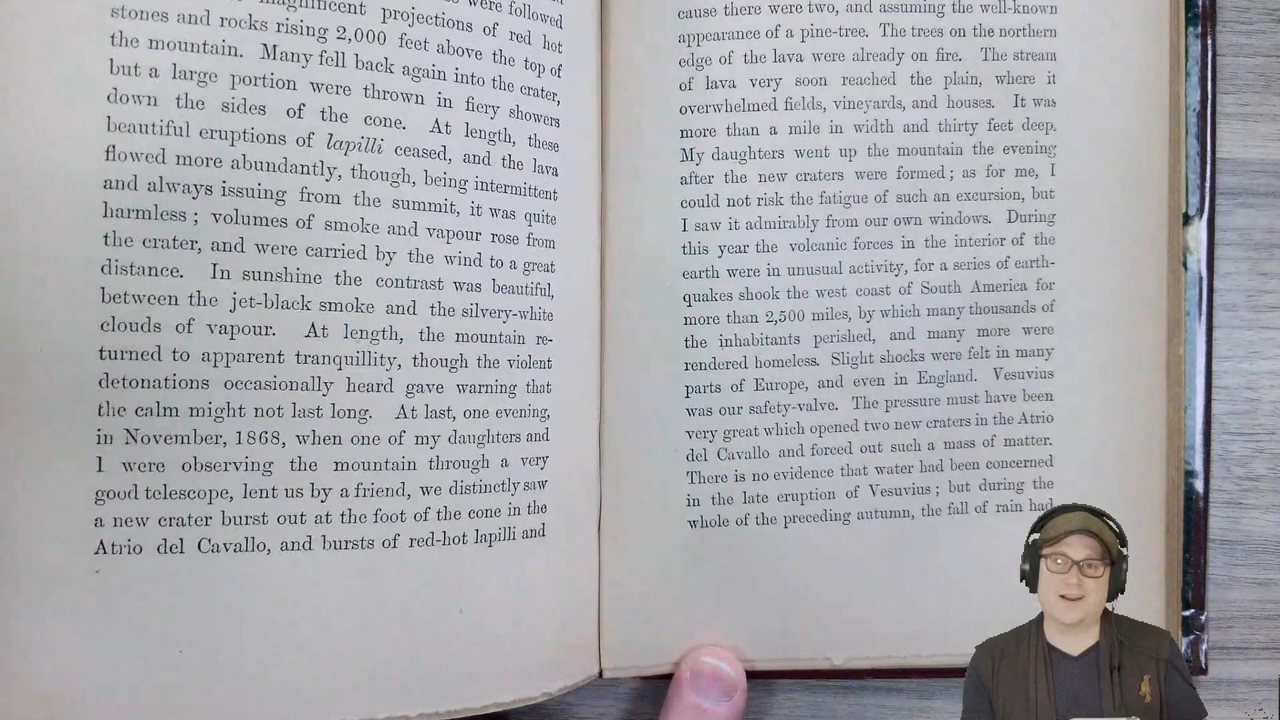 were followed
magnificent projections of red hot
stones and rocks rising 2,000 feet above the top of
the mountain. Many fell back again into the crater,
but a large portion were thrown in fiery showers
down the sides of the cone. At length, these
beautiful eruptions of lapilli ceased, and the lava
flowed more abundantly, though, being intermittent
and always issuing from the summit, it was quite
harmless ; volumes of smoke and vapour rose from
the crater, and were carried by the wind to a great
distance. In sunshine the contrast was beautiful,
between the jet-black smoke and the silvery-white
clouds of vapour. At length, the mountain re-
turned to apparent tranquillity, though the violent
detonations occasionally heard gave warning that
the calm might not last long. At last, one evening,
in November, 1868, when one of my daughters and
I were observing the mountain through a very
good telescope, lent us by a friend, we distinctly saw
a new crater burst out at the foot of the cone in the
Atrio del Cavallo, and bursts of red-hot lapilli and
cause there were two, and assuming the well-known
appearance of a pine-tree. The trees on the northern
edge of the lava were already on fire. The stream
of lava very soon reached the plain, where it
overwhelmed fields, vineyards, and houses. It was
more than a mile in width and thirty feet deep.
My daughters went up the mountain the evening
after the new craters were formed ; as for me, I
could not risk the fatigue of such an excursion, but
I saw it admirably from our own windows. During
this year the volcanic forces in the interior of the
earth were in unusual activity, for a series of earth-
quakes shook the west coast of South America for
more than 2,500 miles, by which many thousands of
the inhabitants perished, and many more were
rendered homeless. Slight shocks were felt in many
parts of Europe, and even in England. Vesuvius
was our safety-valve. The pressure must have been
very great which opened two new craters in the Atrio
del Cavallo and forced out such a mass of matter.
There is no evidence that water had been concerned
in the late eruption of Vesuvius ; but during the
whole of the preceding autumn, the fall of rain had